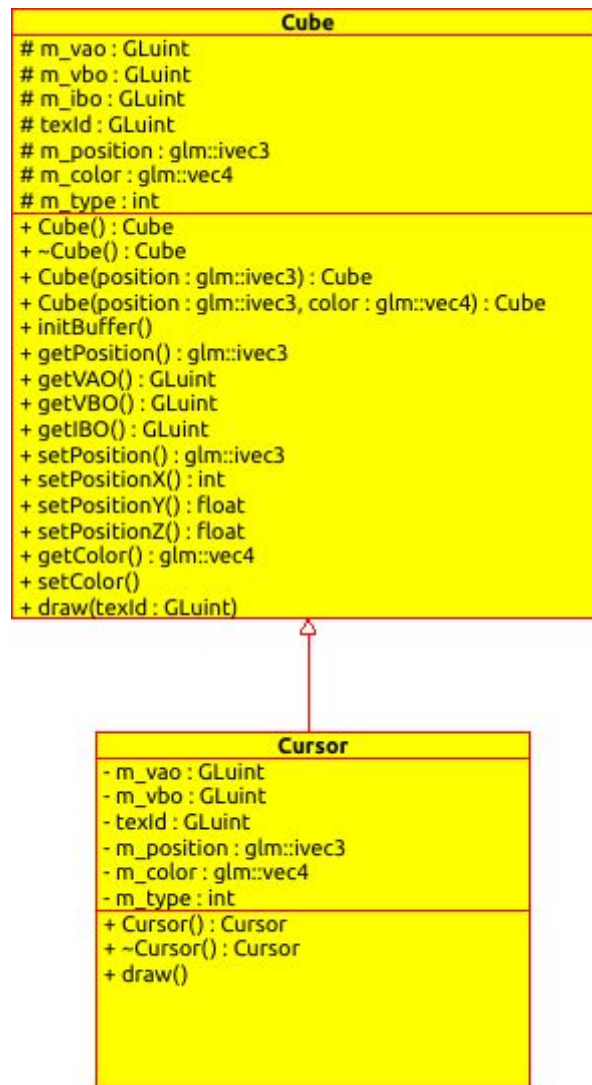 Cube
# m_vao : GLuint
# m_vbo : GLuint
# m_ibo : GLuint
# texId : GLuint
# m_position : glm::ivec3
# m_color : glm::vec4
# m_type : int
+ Cube() : Cube
+ ~Cube() : Cube
+ Cube(position : glm::ivec3) : Cube
+ Cube(position : glm::ivec3, color : glm::vec4) : Cube
+ initBuffer()
+ getPosition() : glm::ivec3
+ getVAO() : GLuint
+ getVBO() : GLuint
+ getIBO() : GLuint
+ setPosition() : glm::ivec3
+ setPositionX() : int
+ setPositionY() : float
+ setPositionZ() : float
+ getColor() : glm::vec4
+ setColor()
+ draw(texId : GLuint)
Cursor
- m_vao : GLuint
- m_vbo : GLuint
- texId : GLuint
- m_position : glm::ivec3
- m_color : glm::vec4
- m_type : int
+ Cursor() : Cursor
+ ~Cursor() : Cursor
+ draw()